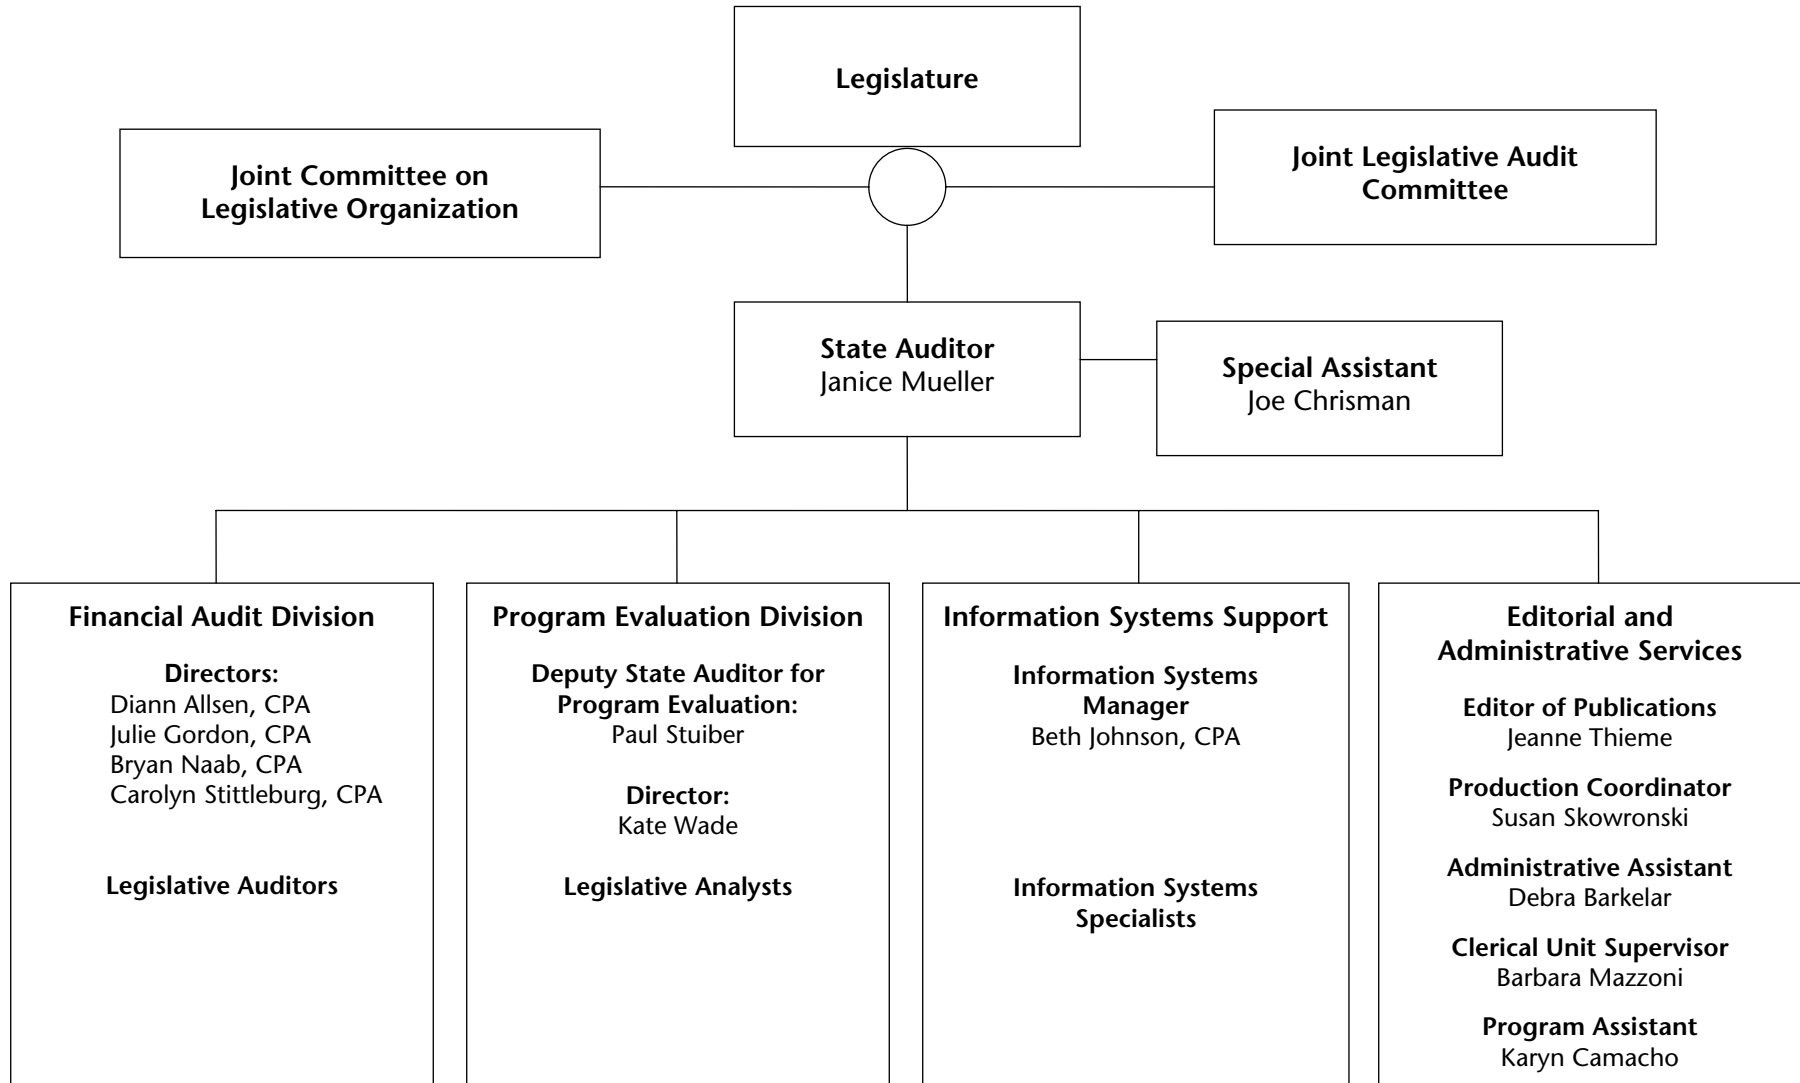 Legislature
Joint Committee on
Legislative Organization
Joint Legislative Audit
Committee
State Auditor
Janice Mueller
Special Assistant
Joe Chrisman
Financial Audit Division
Directors:
Diann Allsen, CPA
Julie Gordon, CPA
Bryan Naab, CPA
Carolyn Stittleburg, CPA
Legislative Auditors
Program Evaluation Division
Deputy State Auditor for
Program Evaluation:
Paul Stuiber
Director:
Kate Wade
Legislative Analysts
Information Systems Support
Information Systems
Manager
Beth Johnson, CPA
Information Systems
Specialists
Editorial and
Administrative Services
Editor of Publications
Jeanne Thieme
Production Coordinator
Susan Skowronski
Administrative Assistant
Debra Barkelar
Clerical Unit Supervisor
Barbara Mazzoni
Program Assistant
Karyn Camacho